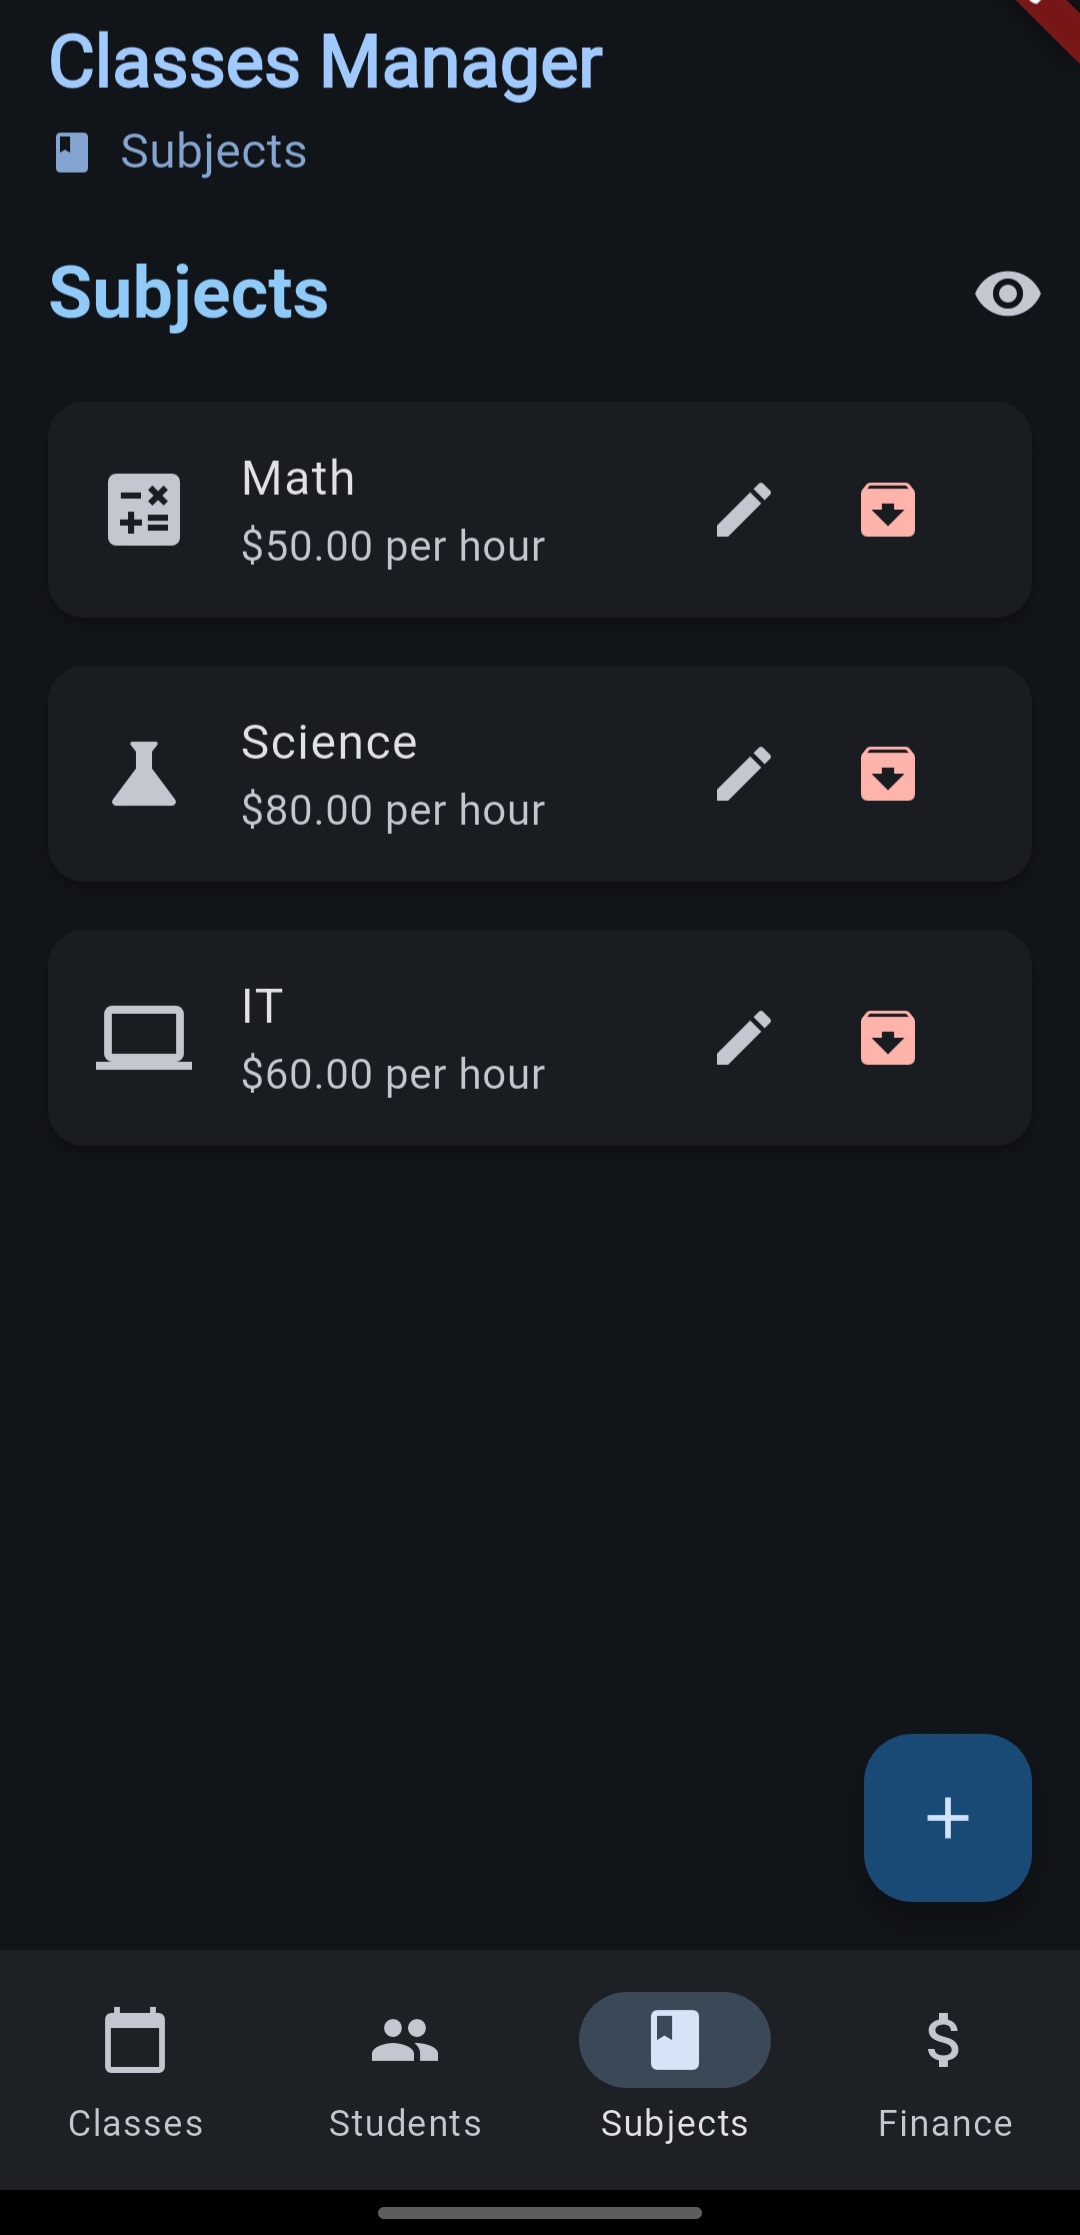 Classes Manager
Subjects
Subjects
Math
$50.00 per hour
Science
$80.00 per hour
IT
$60.00 per hour
Classes
Students
Subjects
Finance